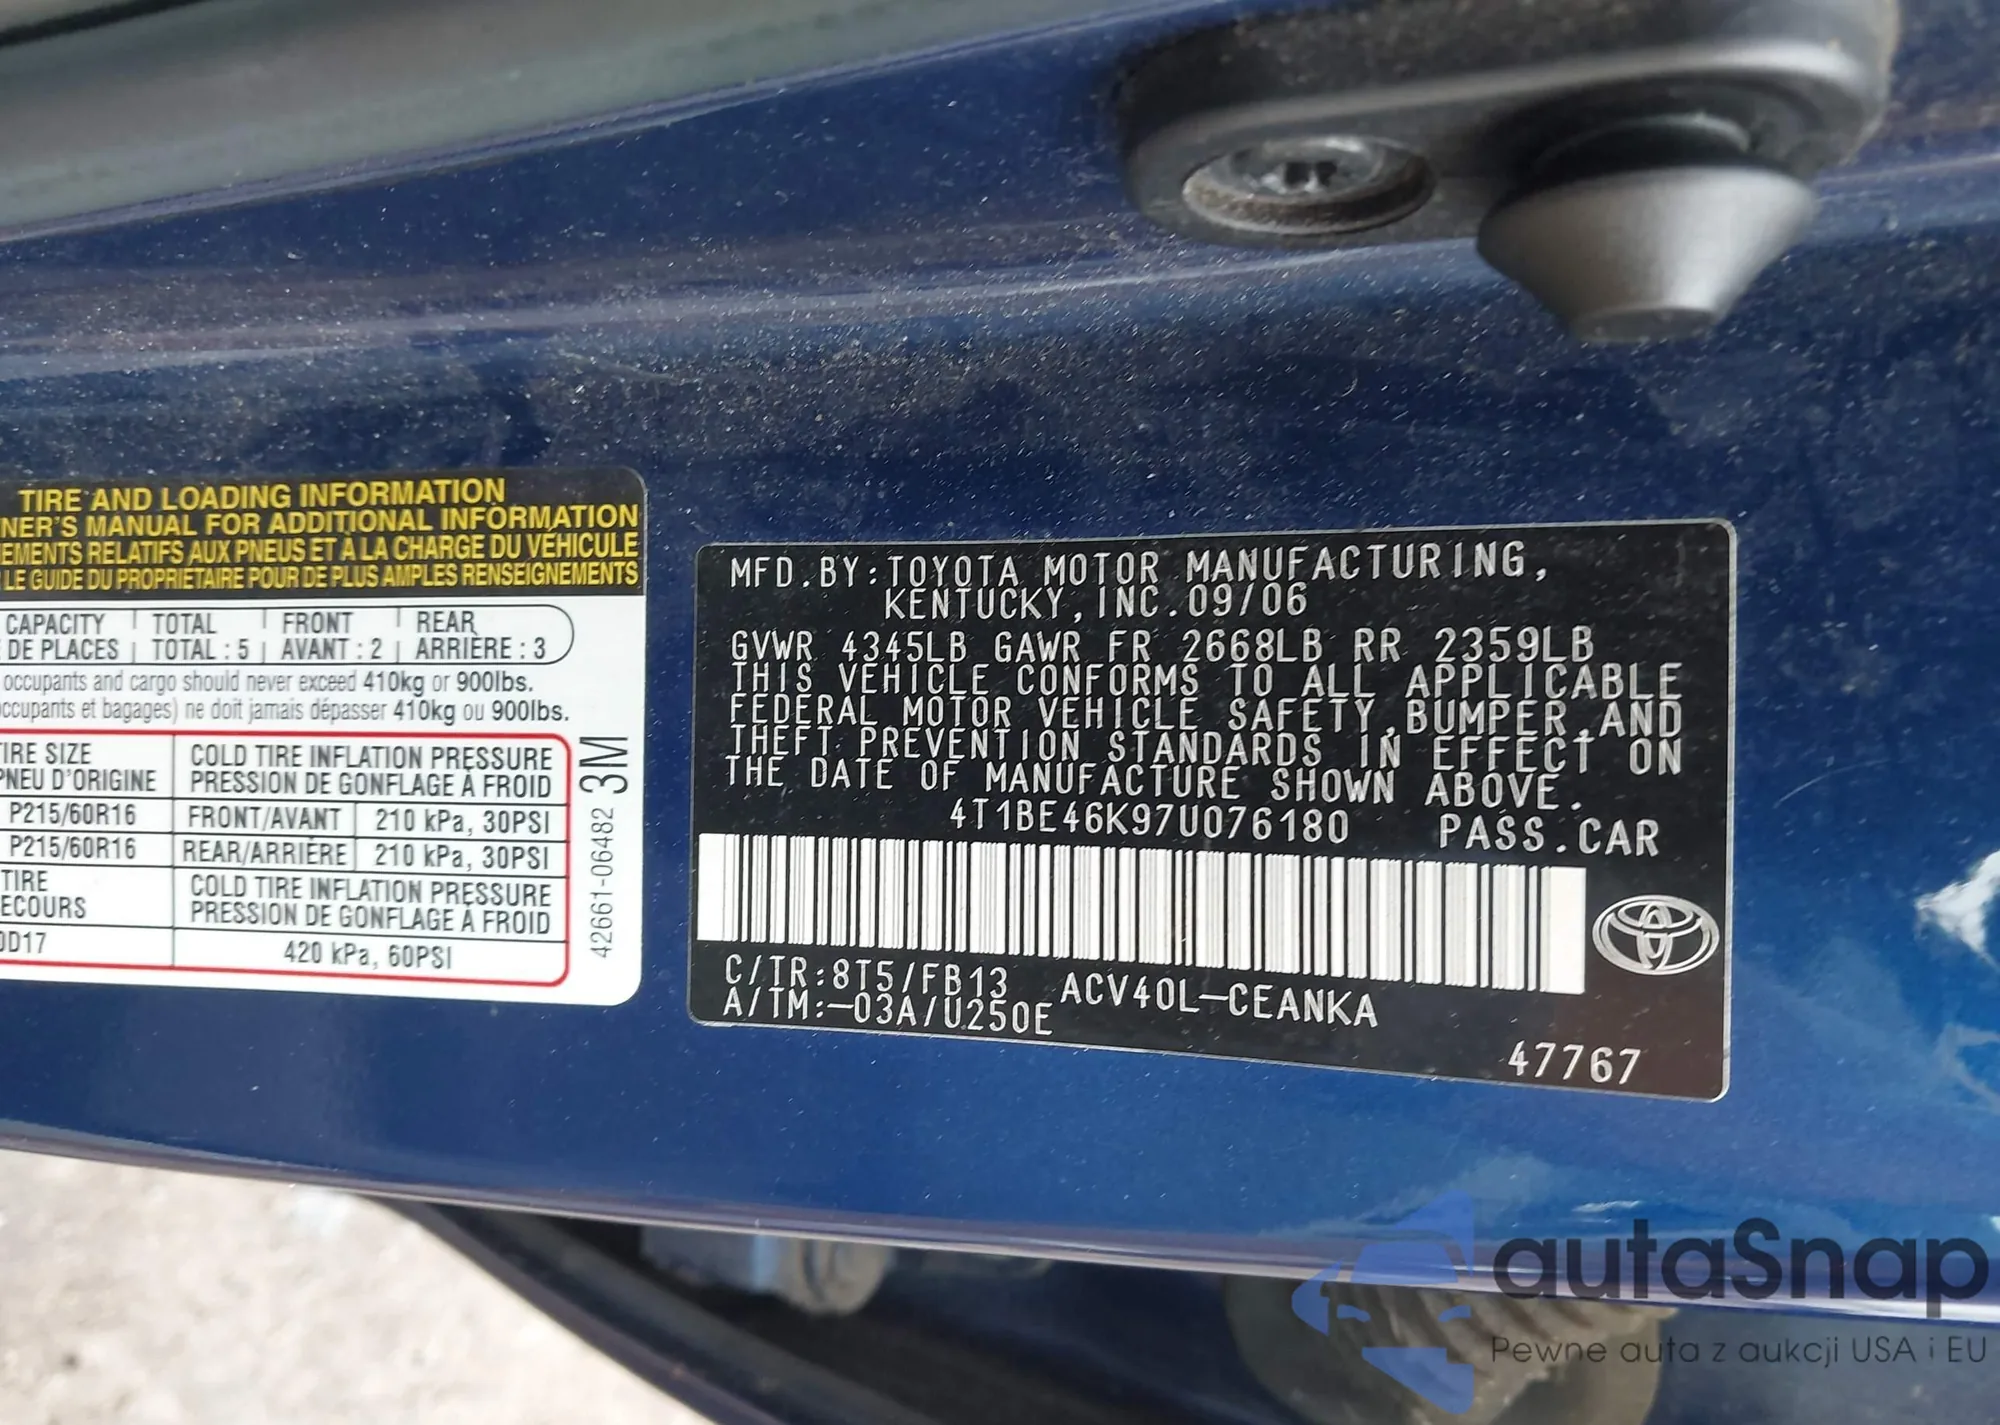 TIRE AND LOADING INFORMATION
NER'S MANUAL FOR ADDITIONAL INFORMATION
EMENTS RELATIFS AUX PNEUS ET À LA CHARGE DU VÉHICULE
LE GUIDE DU PROPRIÉTAIRE POUR DE PLUS AMPLES RENSEIGNEMENTS
CAPACITY TOTAL FRONT REAR
DE PLACES TOTAL : 5 AVANT : 2 ARRIÈRE : 3
occupants and cargo should never exceed 410kg or 900lbs.
ccupants et bagages) ne doit jamais dépasser 410kg ou 900lbs.
IRE SIZE COLD TIRE INFLATION PRESSURE
PNEU D'ORIGINE PRESSION DE GONFLAGE À FROID
P215/60R16 FRONT/AVANT 210 kPa, 30PSI
P215/60R16 REAR/ARRIÈRE 210 kPa, 30PSI
TIRE COLD TIRE INFLATION PRESSURE
ECOURS PRESSION DE GONFLAGE À FROID
0D17 420 kPa, 60PSI
42661-06482 3M
MFD.BY:TOYOTA MOTOR MANUFACTURING,
KENTUCKY,INC.09/06
GVWR 4345LB GAWR FR 2668LB RR 2359LB
THIS VEHICLE CONFORMS TO ALL APPLICABLE
FEDERAL MOTOR VEHICLE SAFETY,BUMPER,AND
THEFT PREVENTION STANDARDS IN EFFECT ON
THE DATE OF MANUFACTURE SHOWN ABOVE.
4T1BE46K97U076180 PASS.CAR
C/TR:8T5/FB13 ACV40L-CEANKA
A/TM:-03A/U250E
47767
autaSnap
Pewne auta z aukcji USA i EU